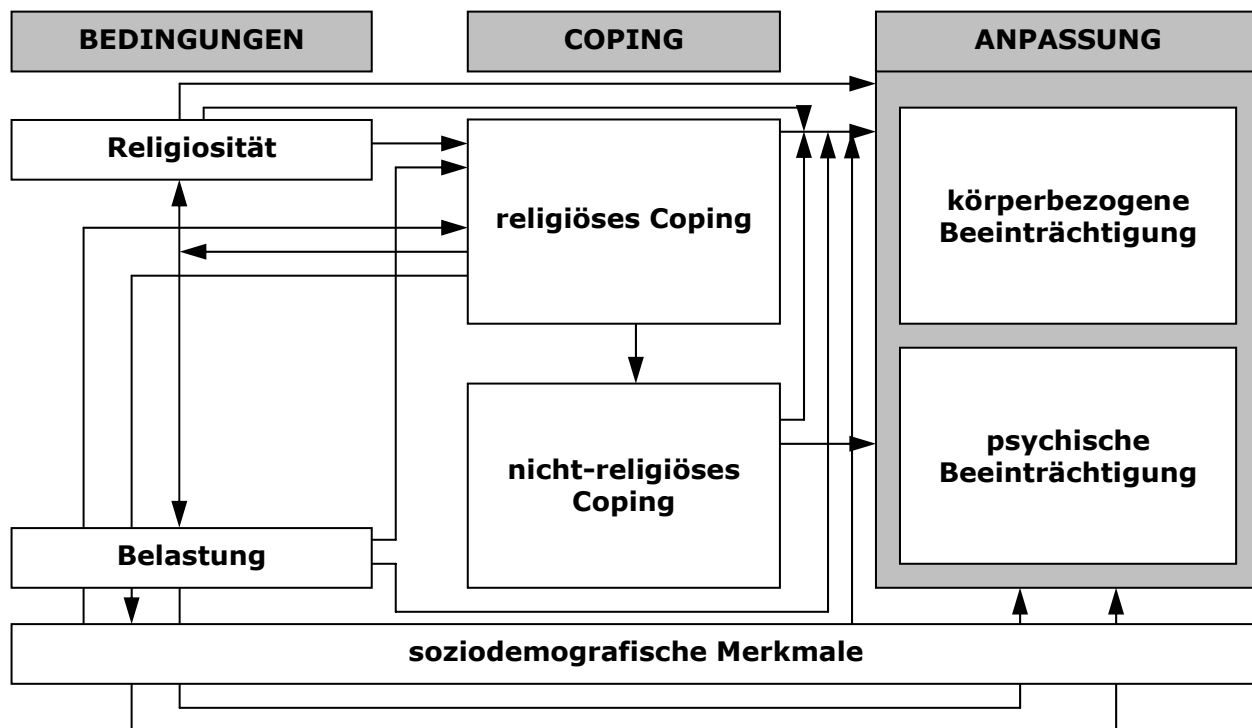 BEDINGUNGEN
COPING
ANPASSUNG
Religiosität
religiöses Coping
körperbezogene
Beeinträchtigung
nicht-religiöses
Coping
psychische
Beeinträchtigung
Belastung
soziodemografische Merkmale